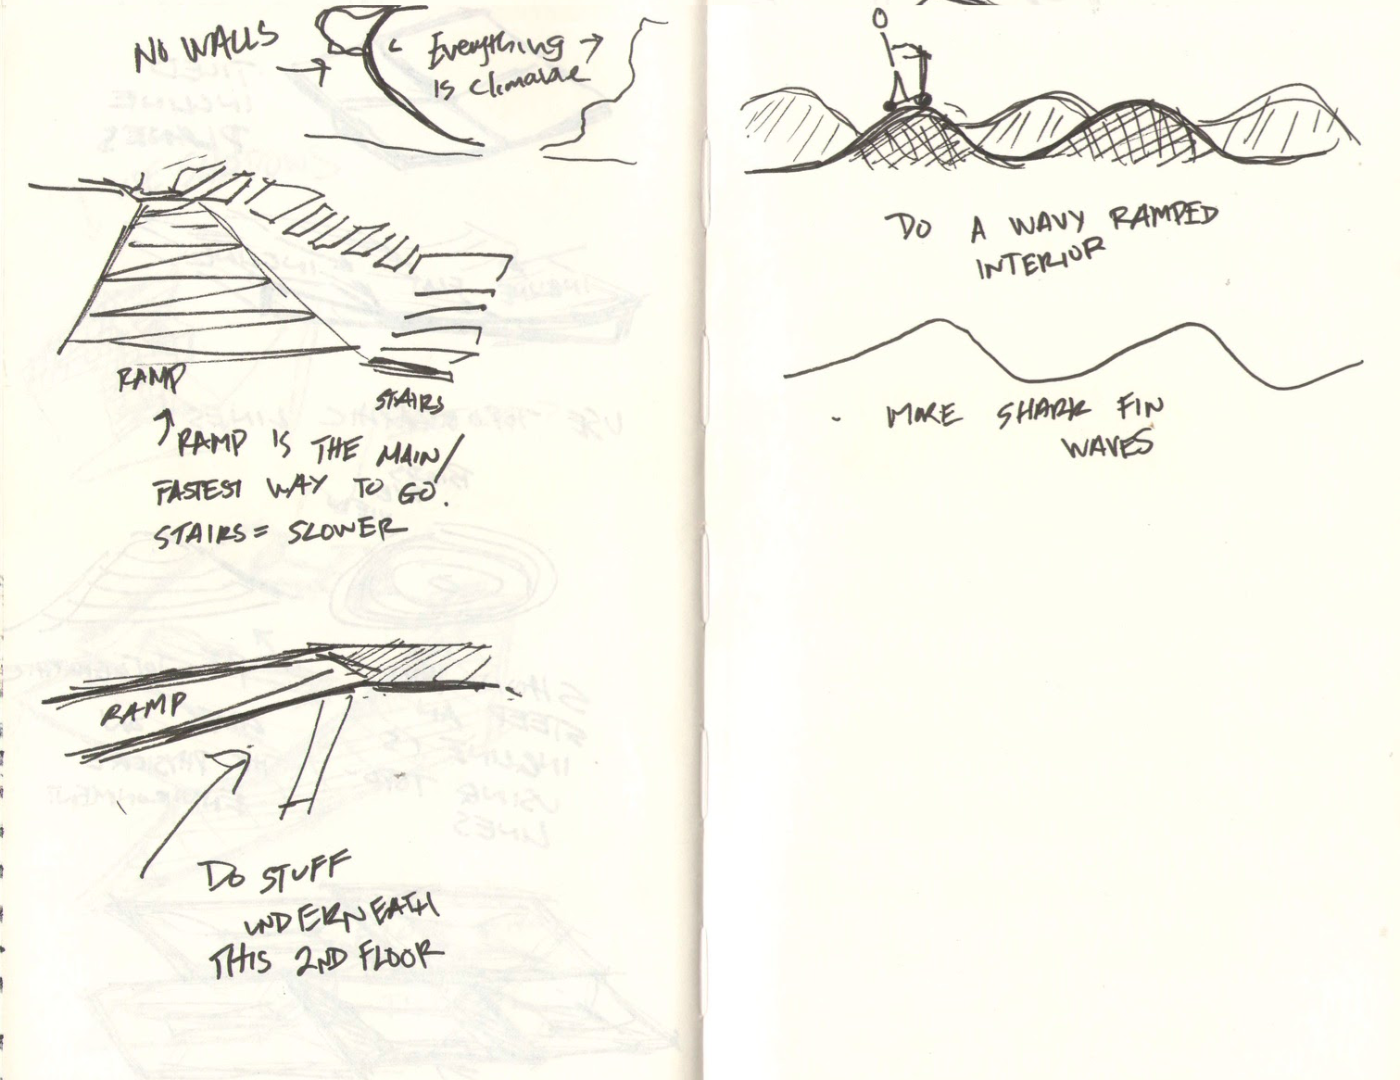 NO WALLS
Everything
is climable
RAMP
STAIRS
RAMP IS THE MAIN/
FASTEST WAY TO GO.
STAIRS = SLOWER
RAMP
DO STUFF
UNDERNEATH
THIS 2ND FLOOR
DO A WAVY RAMPED
INTERIOR
- MORE SHARK FIN
WAVES